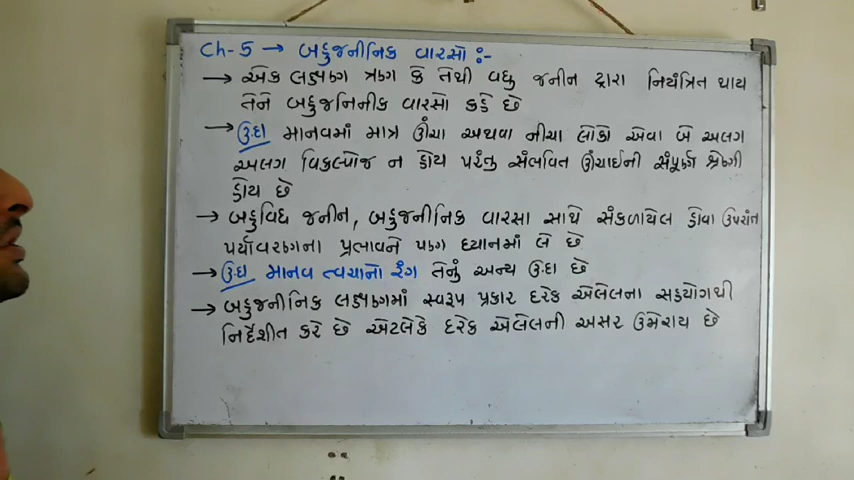 Ch-5 → બહુજનીનિક વારસો :-
→ એક લક્ષણ ત્રણ કે તેથી વધુ જનીન દ્વારા નિયંત્રિત થાય
તેને બહુજનિનીક વારસો કહે છે
→ ઉ.દા માનવમાં માત્ર ઊંચા અથવા નીચા લોકો એવા બે અલગ
અલગ વિકલ્પોજ ન હોય પરંતુ સંભવિત ઊંચાઈની સંપૂર્ણ શ્રેણી
હોય છે
→ બહુવિધ જનીન, બહુજનીનિક વારસા સાથે સંકળાયેલ હોવા ઉપરાંત
પર્યાવરણના પ્રભાવને પણ ધ્યાનમાં લે છે
→ ઉ.દા માનવ ત્વચાનો રંગ તેનું અન્ય ઉ.દા છે
→ બહુજનીનિક લક્ષણમાં સ્વરૂપ પ્રકાર દરેક એલેલના સહયોગથી
નિર્દેશીત કરે છે એટલેકે દરેક એલેલની અસર ઉમેરાય છે